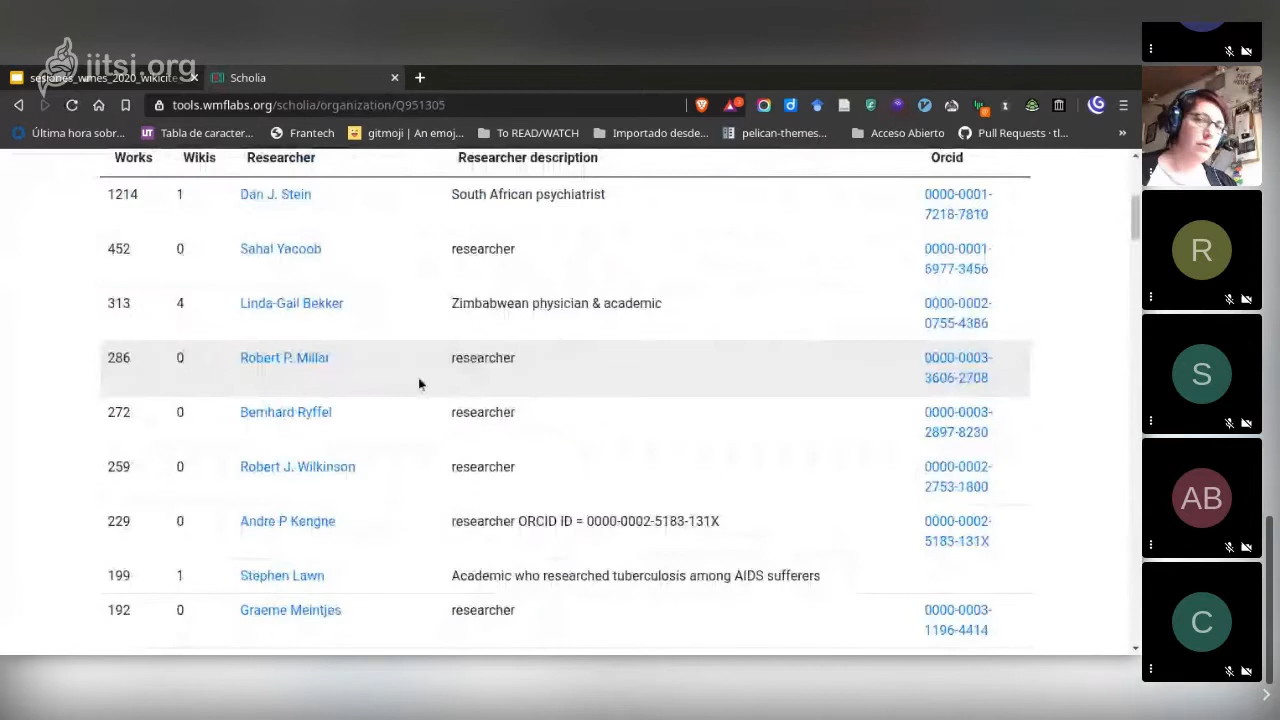 jitsi.org
sesiones_wmes_2020_wikicite
Scholia
tools.wmflabs.org/scholia/organization/Q951305
Última hora sobr...
Tabla de caracter...
Frantech
gitmoji | An emoj...
To READ/WATCH
Importado desde...
pelican-themes...
Acceso Abierto
Pull Requests · tl...
»
Works Wikis Researcher Researcher description Orcid
1214 1 Dan J. Stein South African psychiatrist 0000-0001-
7218-7810
452 0 Sahal Yacoob researcher 0000-0001-
6977-3456
313 4 Linda-Gail Bekker Zimbabwean physician & academic 0000-0002-
0755-4386
286 0 Robert P. Millar researcher 0000-0003-
3606-2708
272 0 Bernhard Ryffel researcher 0000-0003-
2897-8230
259 0 Robert J. Wilkinson researcher 0000-0002-
2753-1800
229 0 Andre P Kengne researcher ORCID iD = 0000-0002-5183-131X 0000-0002-
5183-131X
199 1 Stephen Lawn Academic who researched tuberculosis among AIDS sufferers
192 0 Graeme Meintjes researcher 0000-0003-
1196-4414
R
S
AB
C